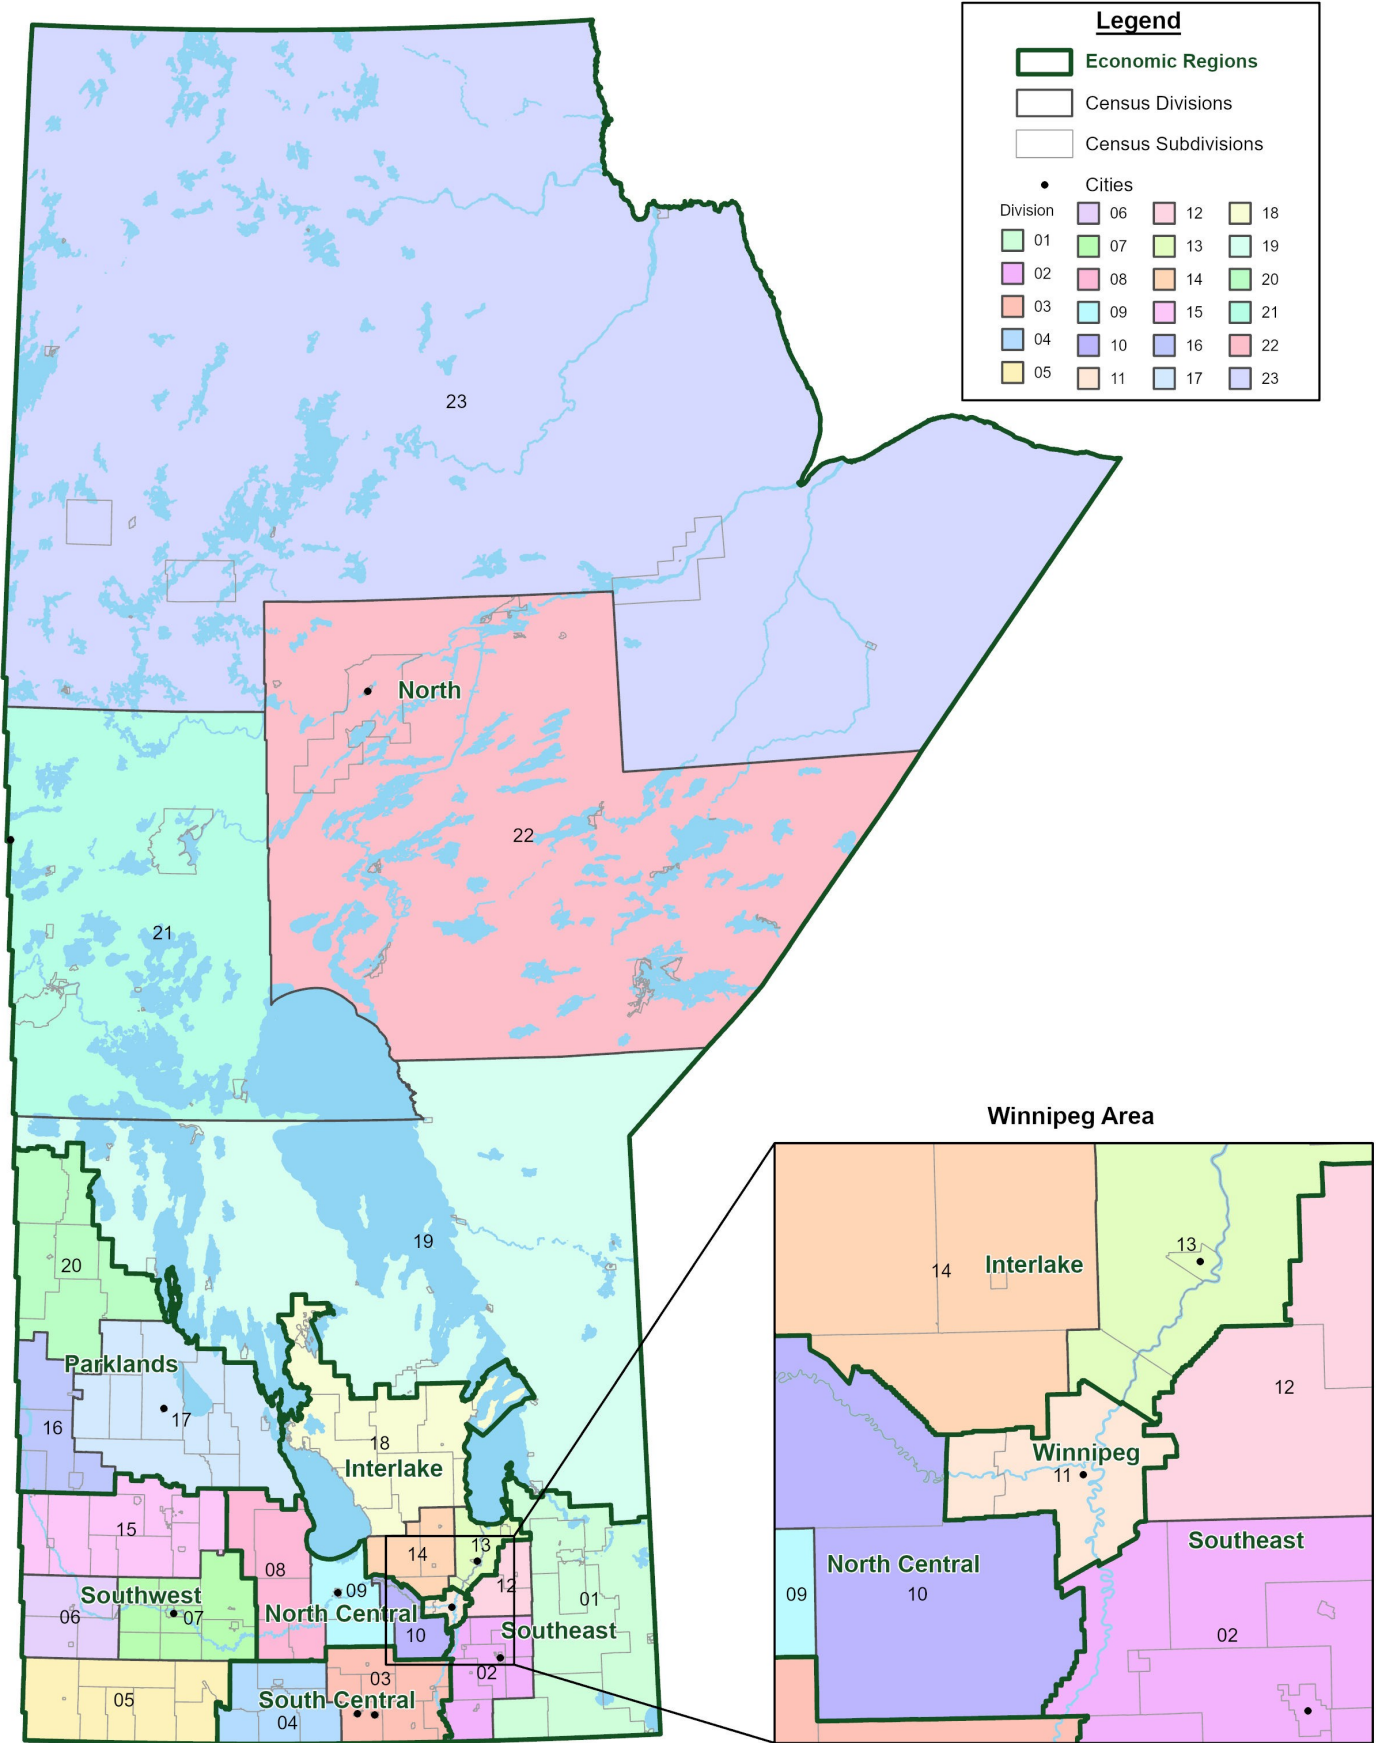 Legend
Economic Regions
Census Divisions
Census Subdivisions
Cities
Division
06
12
18
01
07
13
19
02
08
14
20
03
09
15
21
04
10
16
22
05
11
17
23
23
North
22
21
19
20
Parklands
17
16
18
Interlake
15
14
13
08
09
12
01
Southwest
06
07
North Central
10
Southeast
02
03
05
South Central
04
Winnipeg Area
13
Interlake
14
12
Winnipeg
11
Southeast
North Central
09
10
02